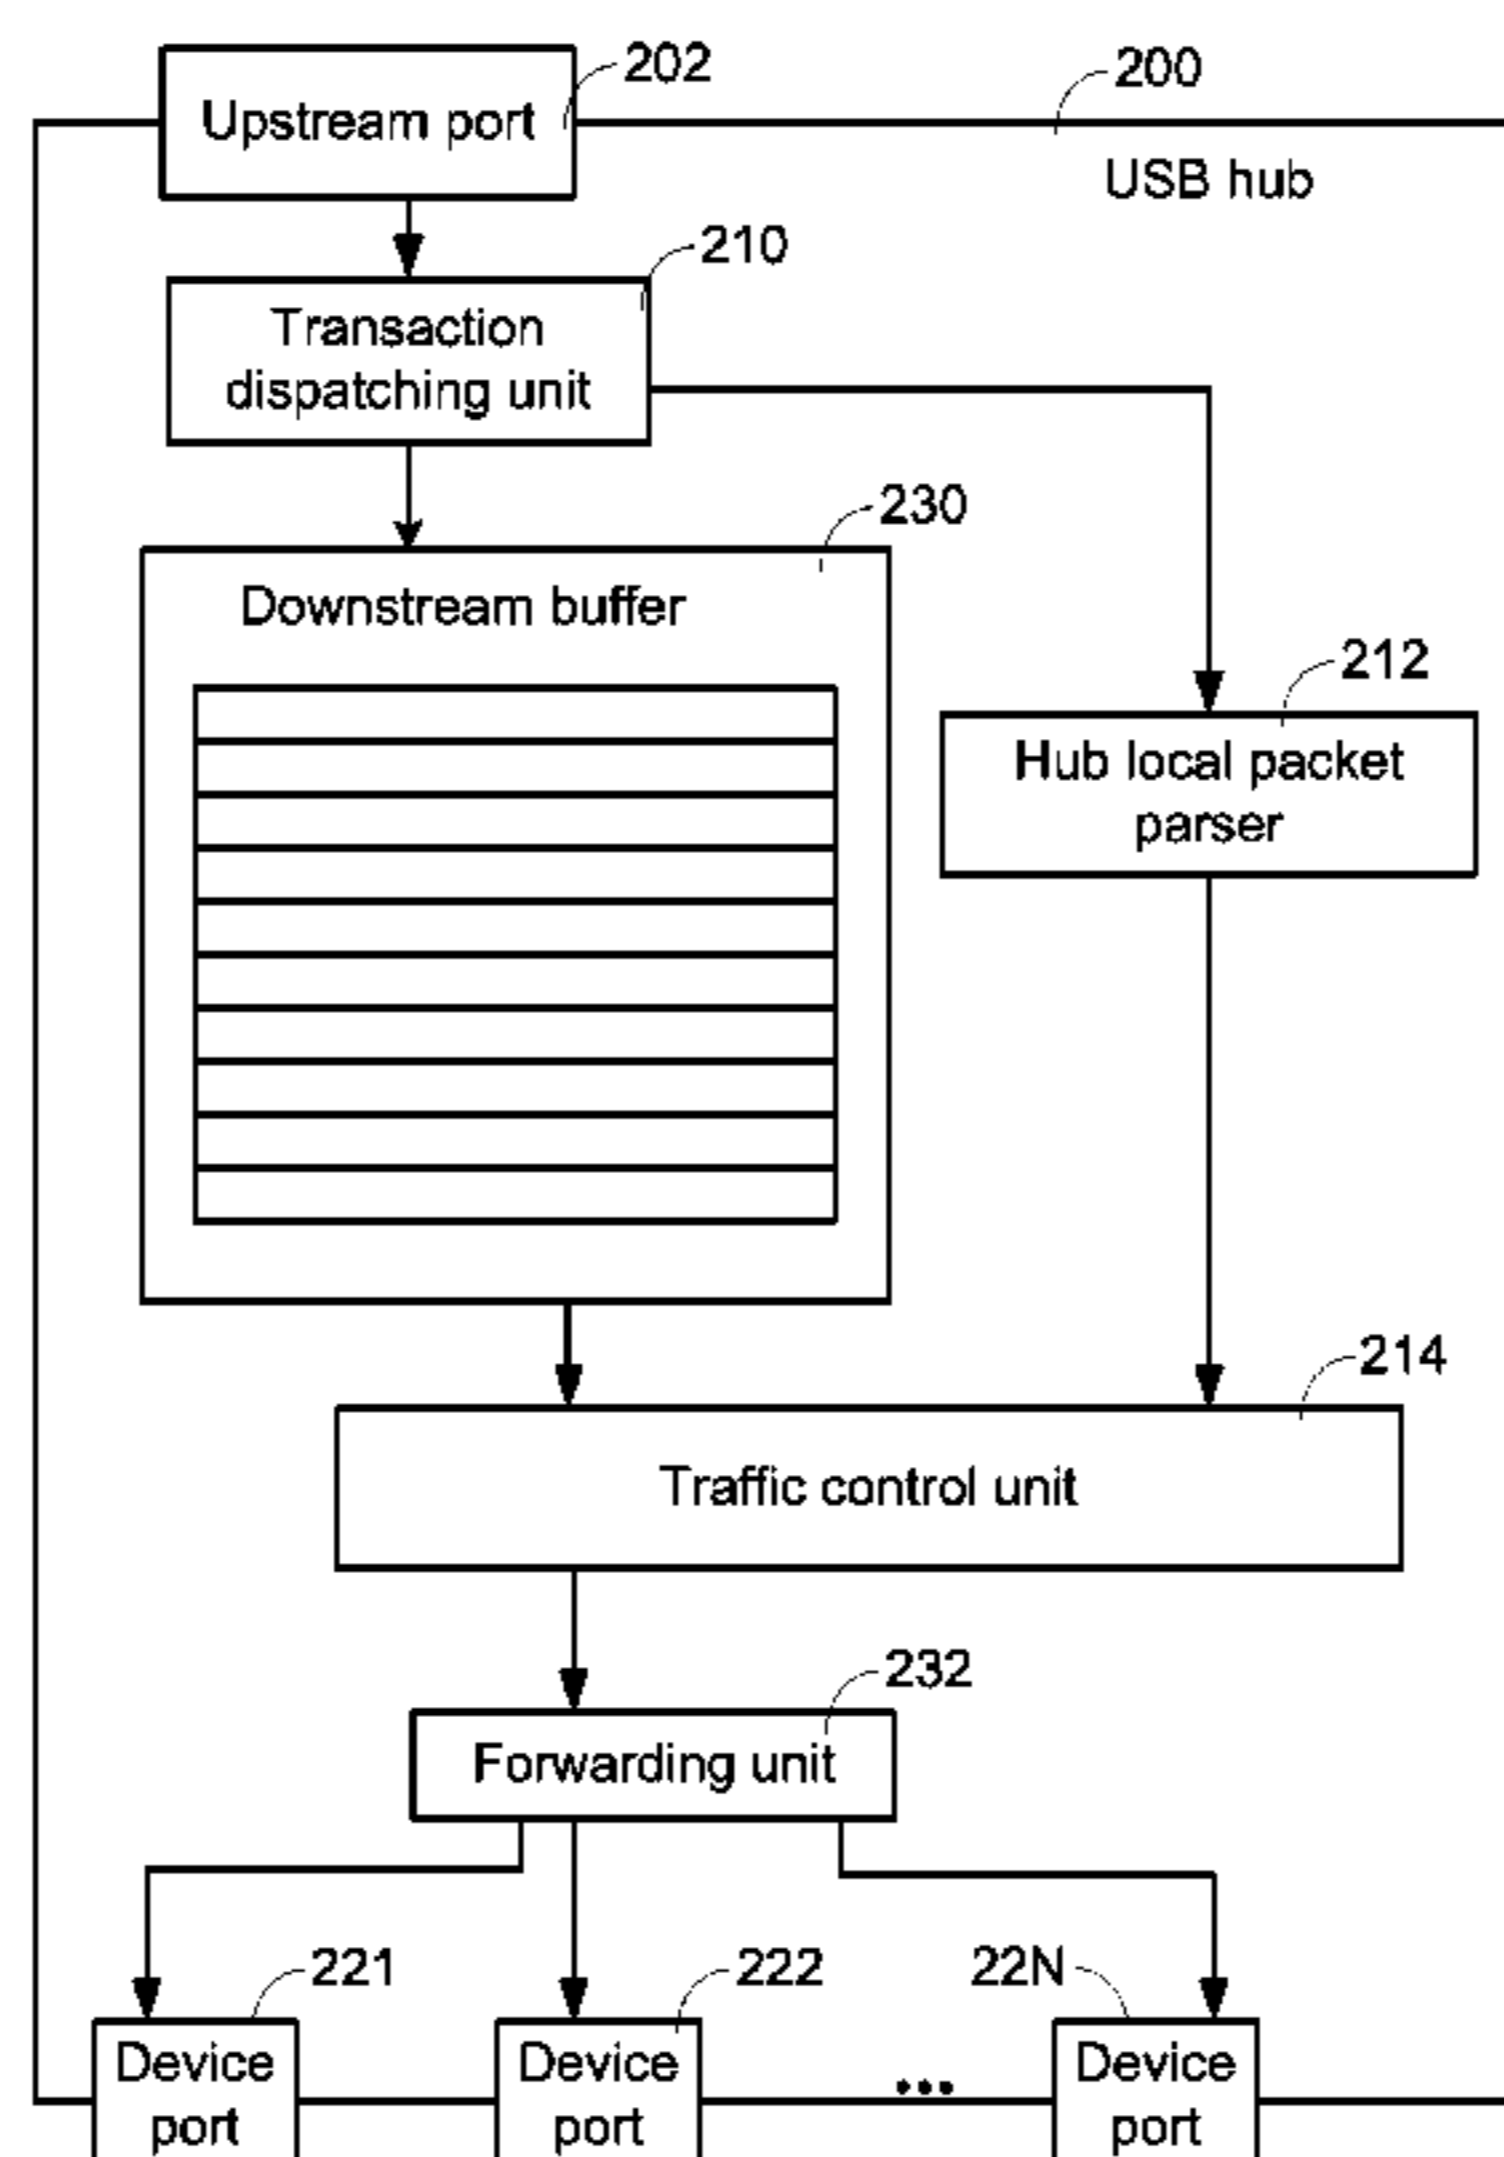 202
200
Upstream port
USB hub
210
Transaction
dispatching unit
230
Downstream buffer
212
Hub local packet
parser
214
Traffic control unit
232
Forwarding unit
221
222
22N
Device
port
Device
port
...
Device
port